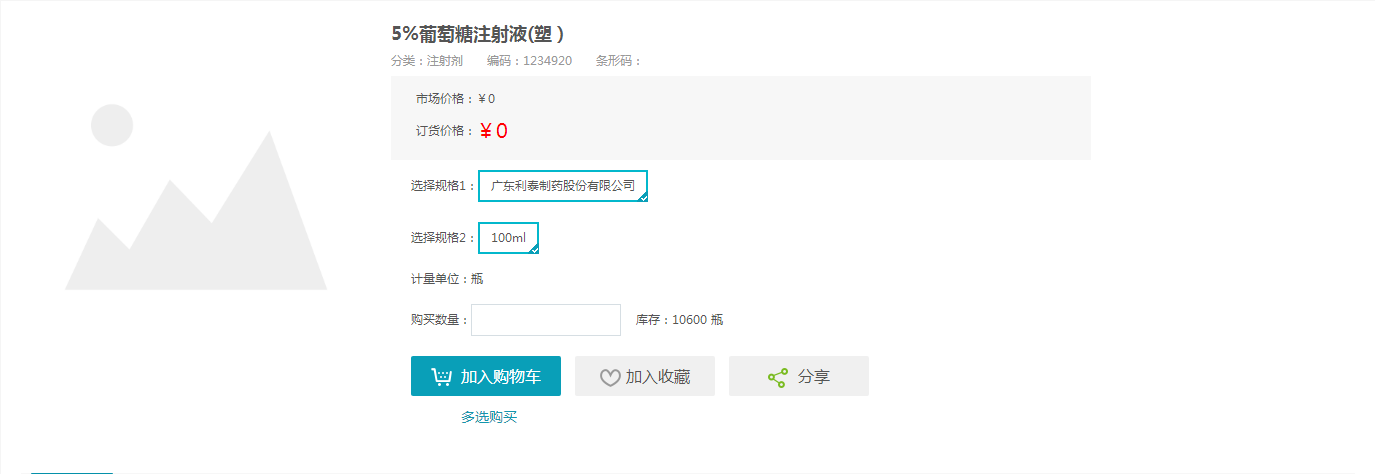 5%葡萄糖注射液(塑 )
分类：注射剂 编码：1234920 条形码：
市场价格：￥0
订货价格：￥0
选择规格1：广东利泰制药股份有限公司
选择规格2：100ml
计量单位：瓶
购买数量： 库存：10600 瓶
加入购物车 加入收藏 分享
多选购买